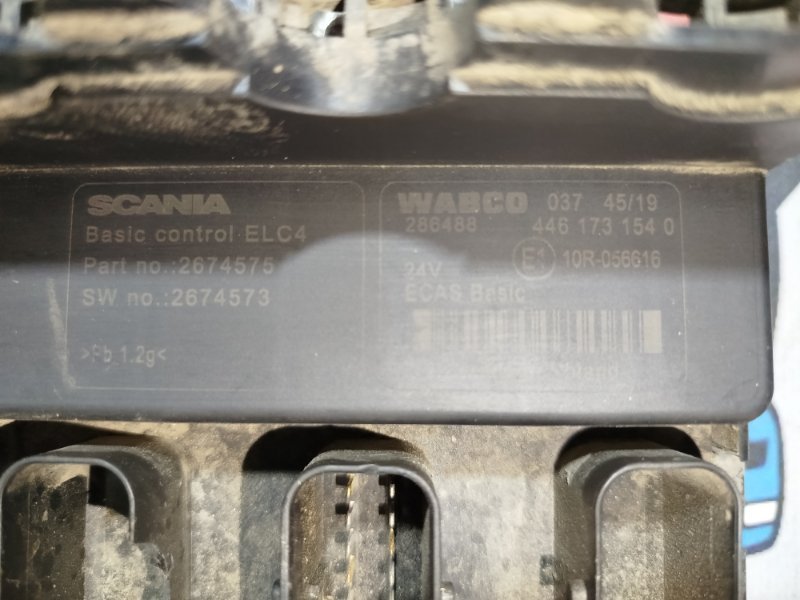 SCANIA
Basic control ELC4
Part no.:2674575
SW no.:2674573
>Pb 1.2g<
WABCO 037 45/19
286488 446 173 154 0
24V E1 10R-056616
ECAS Basic